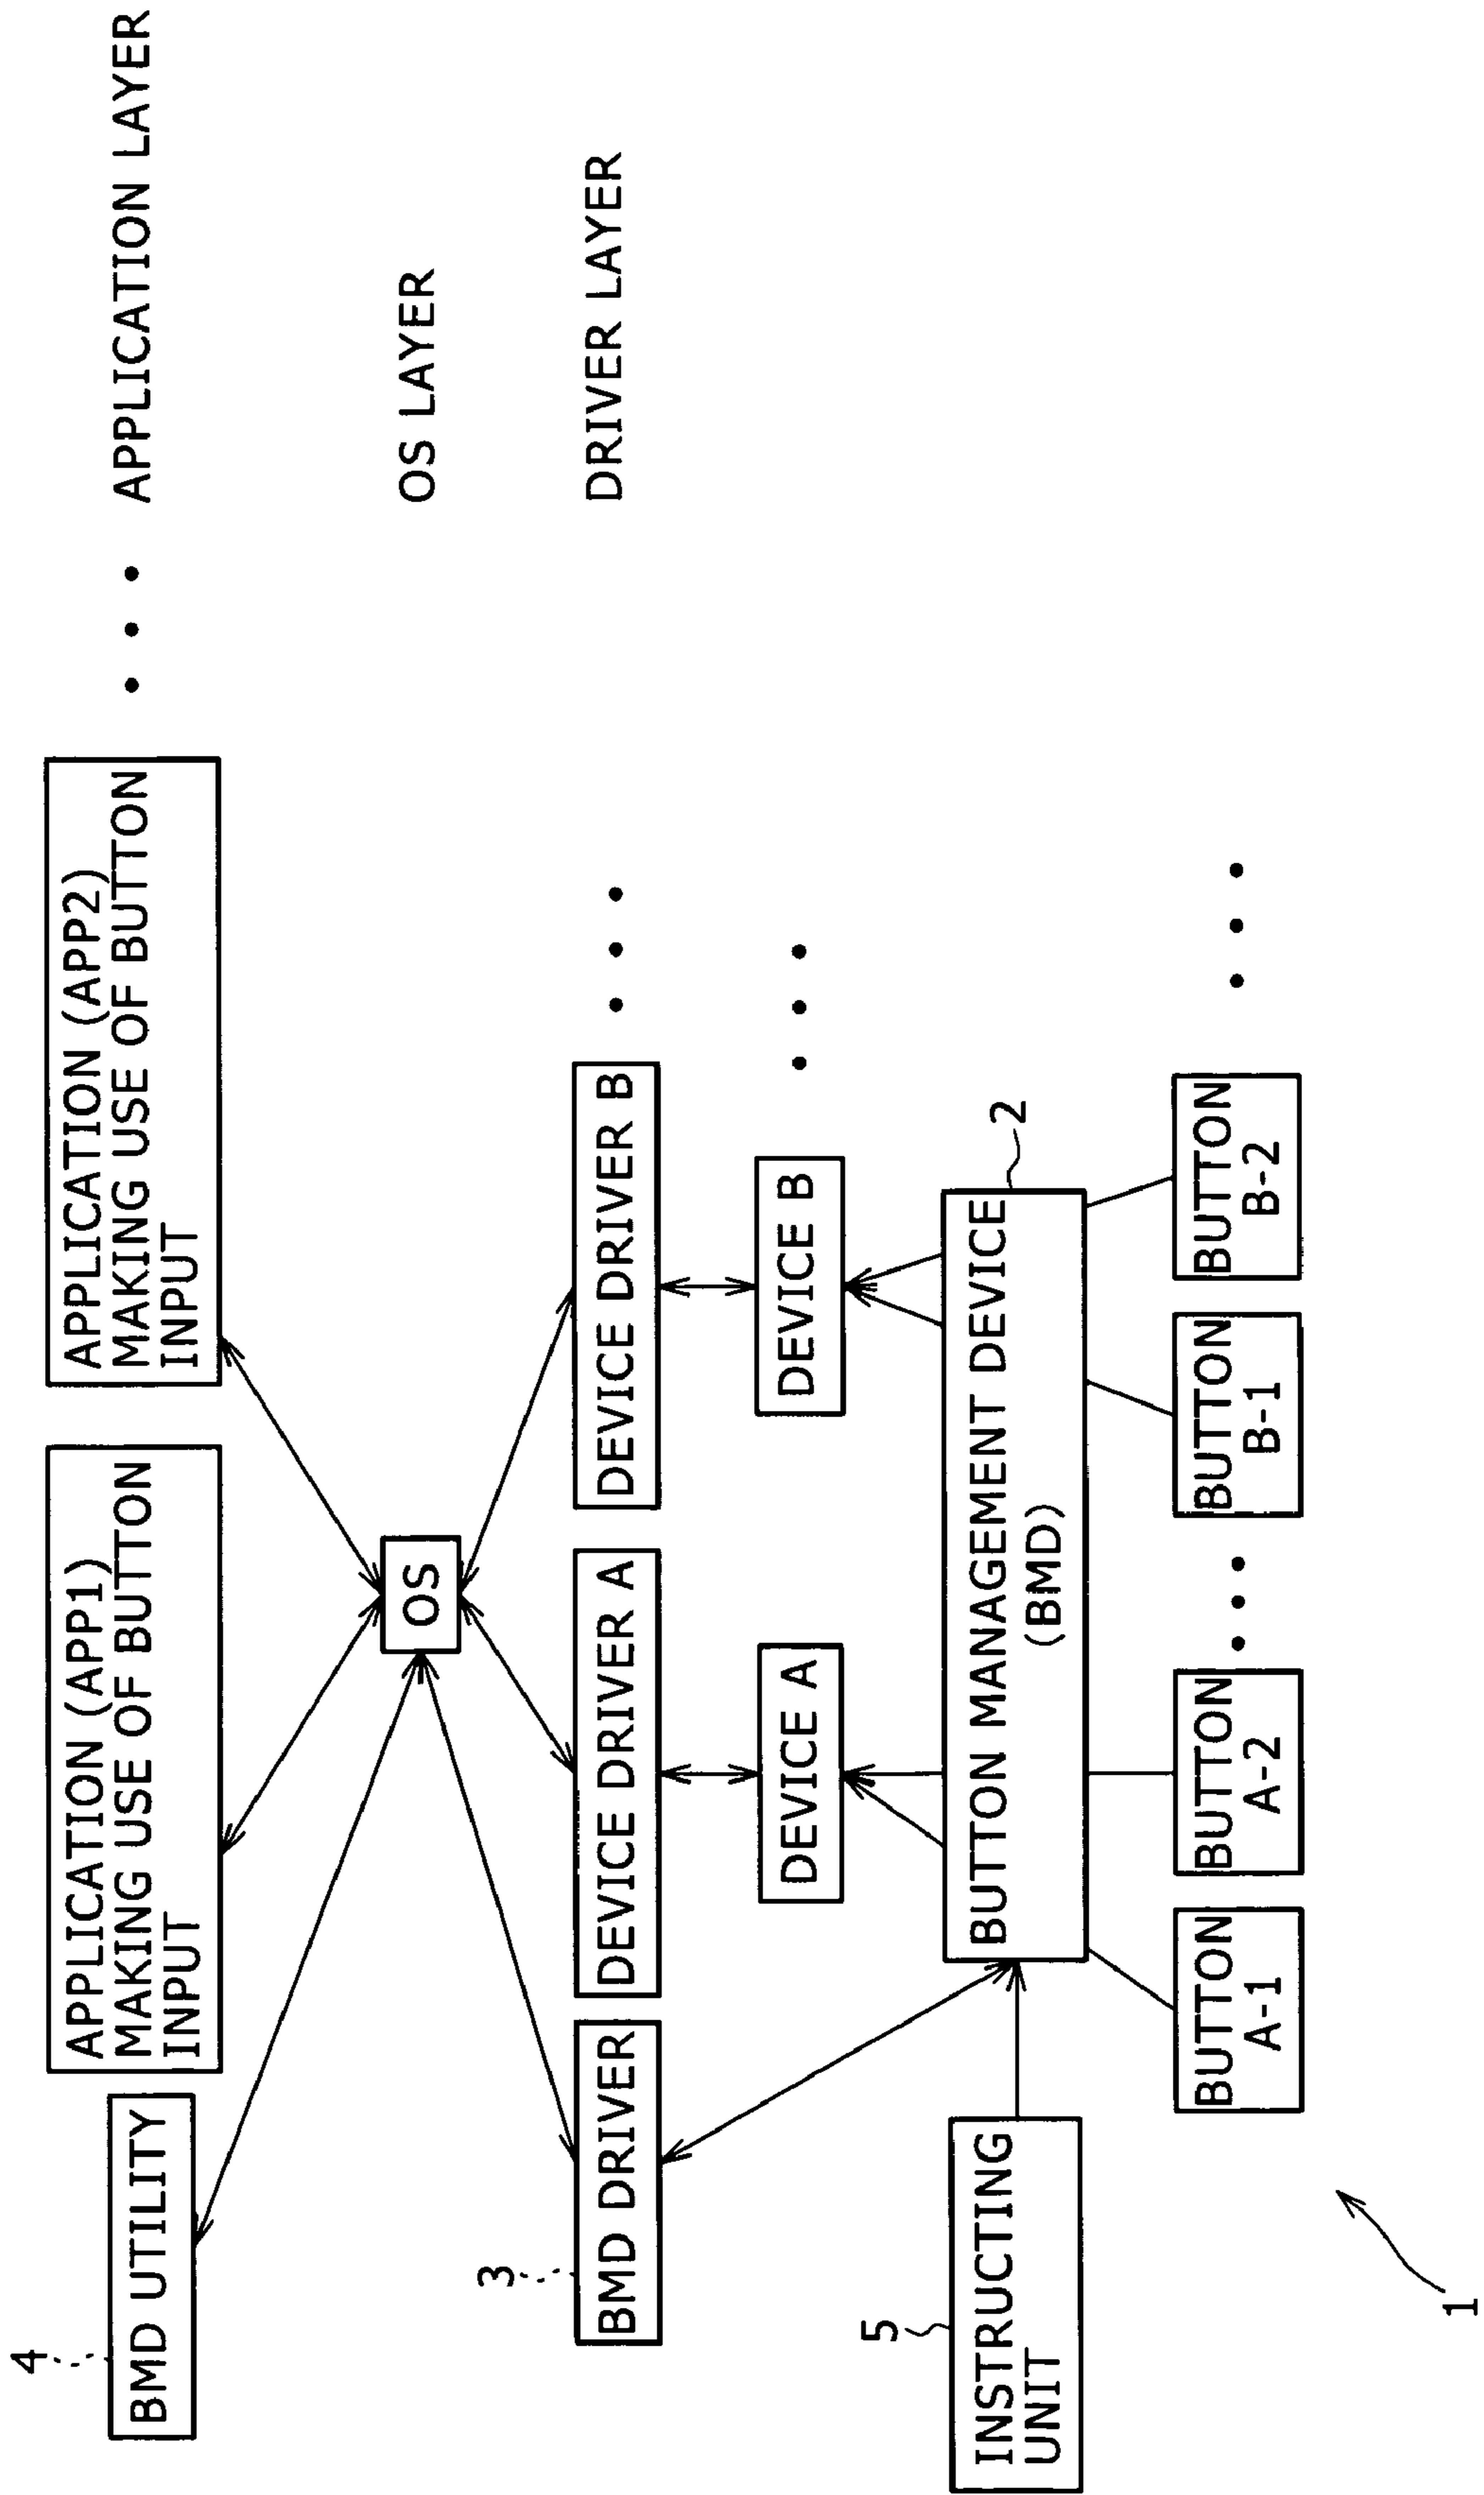 4
BMD UTILITY
APPLICATION (APP1)
MAKING USE OF BUTTON
INPUT
APPLICATION (APP2)
MAKING USE OF BUTTON
INPUT
• • •
APPLICATION LAYER
OS
OS LAYER
3
BMD DRIVER
DEVICE DRIVER A
DEVICE DRIVER B
• • •
DRIVER LAYER
DEVICE A
DEVICE B
• • •
5
INSTRUCTING
UNIT
BUTTON MANAGEMENT DEVICE
(BMD)
2
BUTTON
A-1
BUTTON
A-2
• • •
BUTTON
B-1
BUTTON
B-2
• • •
1